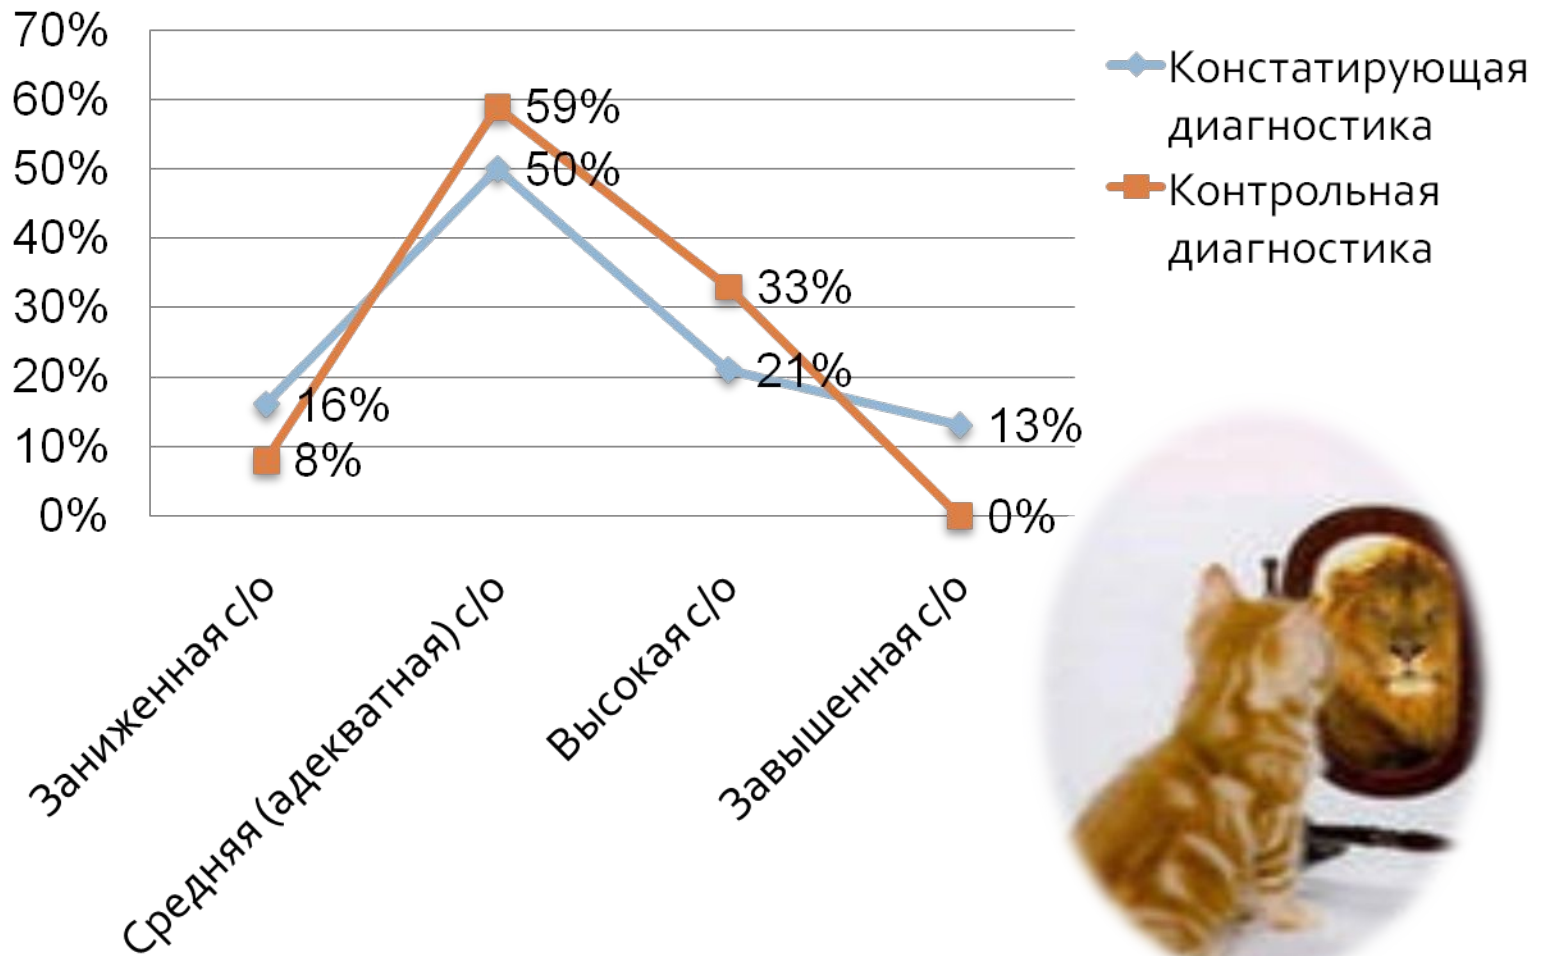 70%
60%
50%
40%
30%
20%
10%
0%
59%
50%
33%
21%
16%
8%
13%
0%
Заниженная с/о
Средняя (адекватная) с/о
Высокая с/о
Завышенная с/о
Констатирующая
диагностика
Контрольная
диагностика